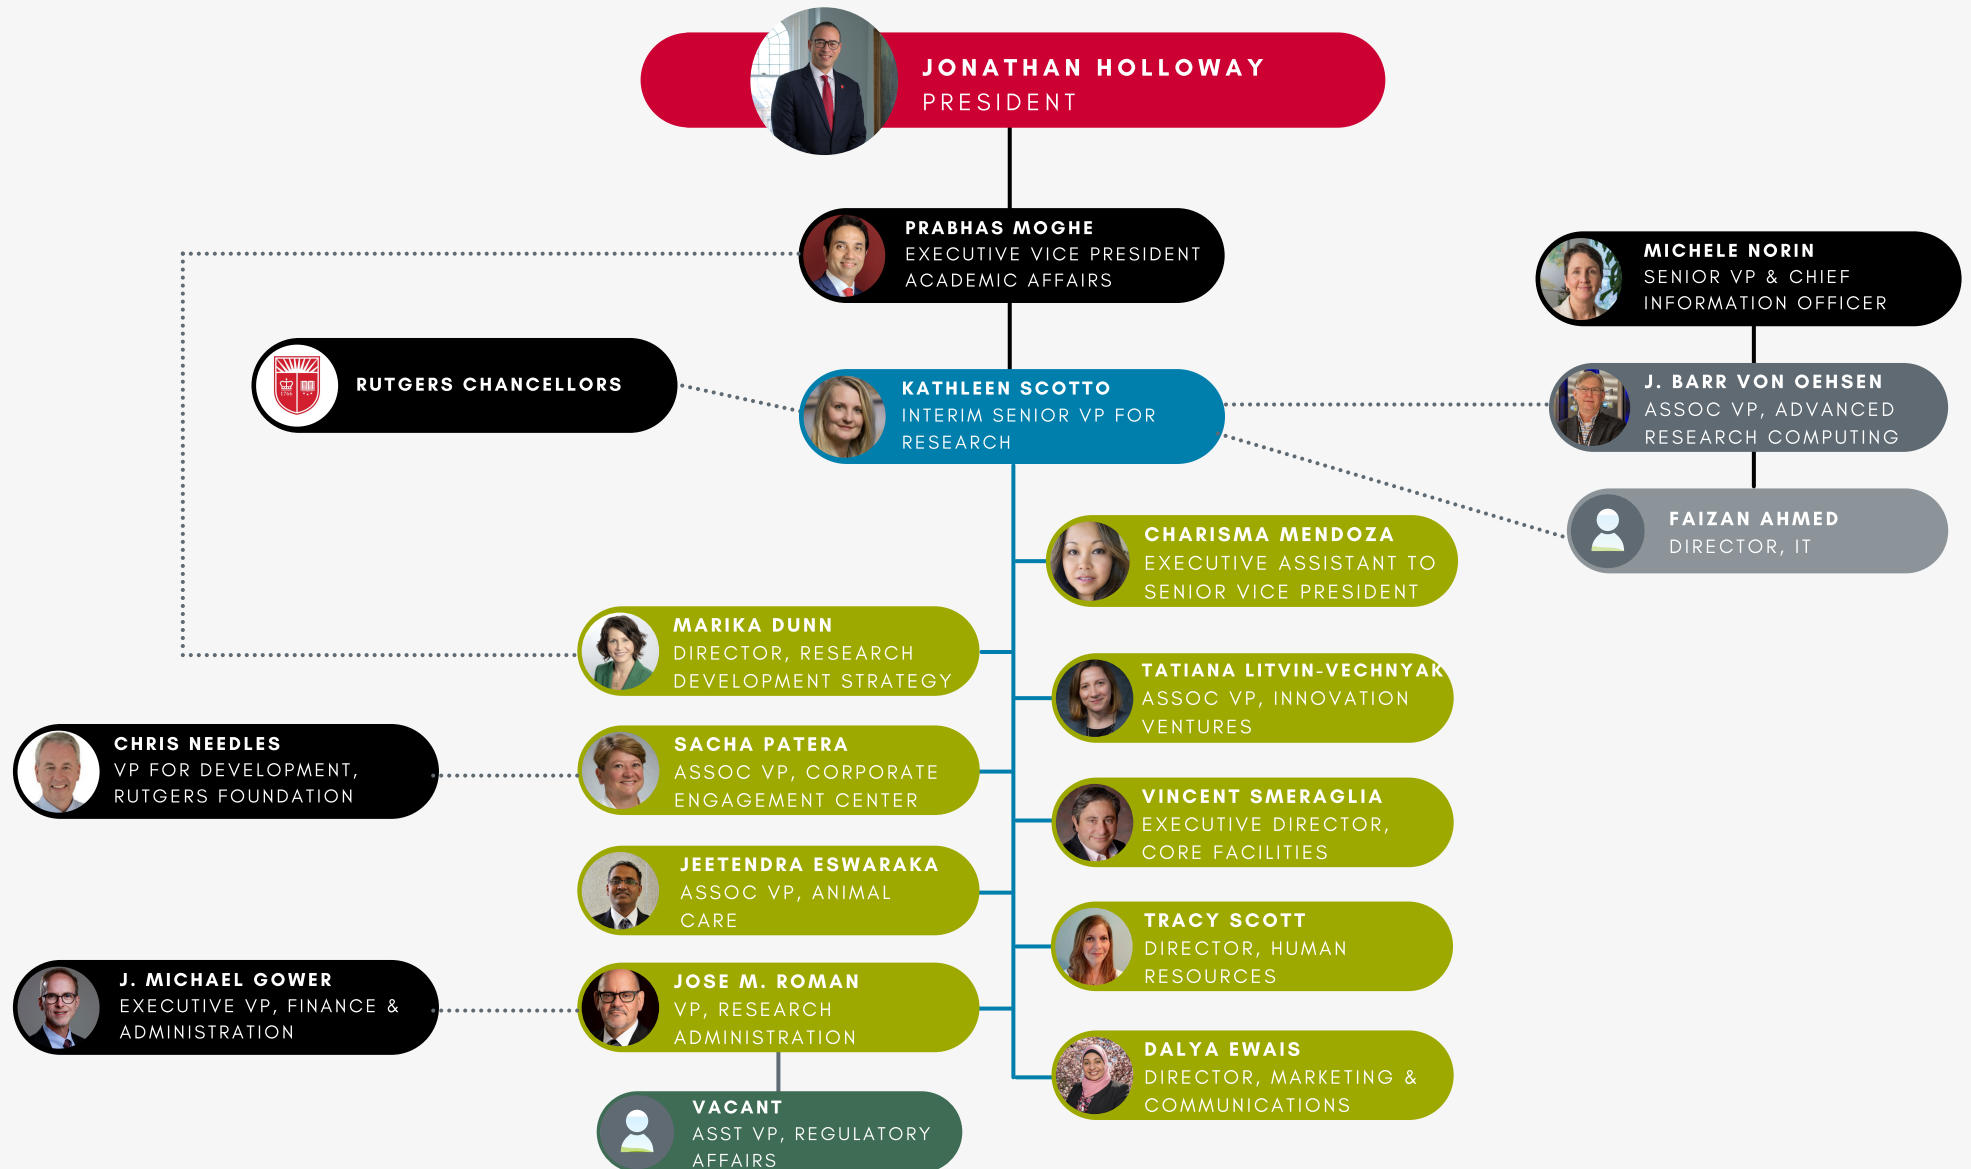 JONATHAN HOLLOWAY
PRESIDENT
PRABHAS MOGHE
EXECUTIVE VICE PRESIDENT
ACADEMIC AFFAIRS
MICHELE NORIN
SENIOR VP & CHIEF
INFORMATION OFFICER
RUTGERS CHANCELLORS
1766
KATHLEEN SCOTTO
INTERIM SENIOR VP FOR
RESEARCH
J. BARR VON OEHSEN
ASSOC VP, ADVANCED
RESEARCH COMPUTING
FAIZAN AHMED
DIRECTOR, IT
CHARISMA MENDOZA
EXECUTIVE ASSISTANT TO
SENIOR VICE PRESIDENT
MARIKA DUNN
DIRECTOR, RESEARCH
DEVELOPMENT STRATEGY
TATIANA LITVIN-VECHNYAK
ASSOC VP, INNOVATION
VENTURES
CHRIS NEEDLES
VP FOR DEVELOPMENT,
RUTGERS FOUNDATION
SACHA PATERA
ASSOC VP, CORPORATE
ENGAGEMENT CENTER
VINCENT SMERAGLIA
EXECUTIVE DIRECTOR,
CORE FACILITIES
JEETENDRA ESWARAKA
ASSOC VP, ANIMAL
CARE
TRACY SCOTT
DIRECTOR, HUMAN
RESOURCES
J. MICHAEL GOWER
EXECUTIVE VP, FINANCE &
ADMINISTRATION
JOSE M. ROMAN
VP, RESEARCH
ADMINISTRATION
DALYA EWAIS
DIRECTOR, MARKETING &
COMMUNICATIONS
VACANT
ASST VP, REGULATORY
AFFAIRS